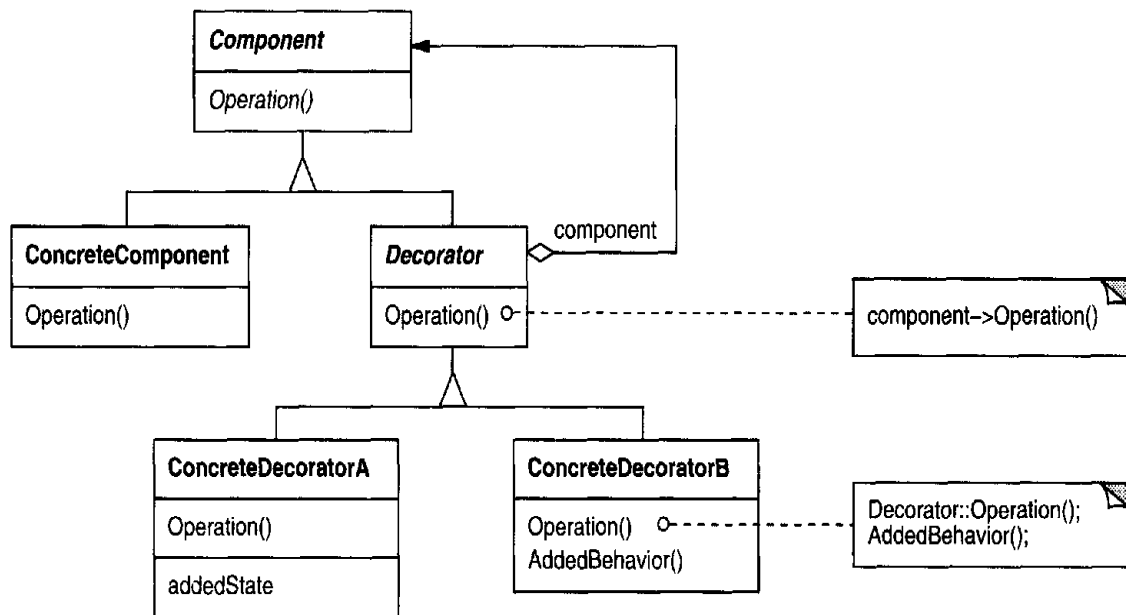 Component
Operation()
ConcreteComponent
Operation()
Decorator
Operation()
component
component->Operation()
ConcreteDecoratorA
Operation()
addedState
ConcreteDecoratorB
Operation()
AddedBehavior()
Decorator::Operation();
AddedBehavior();